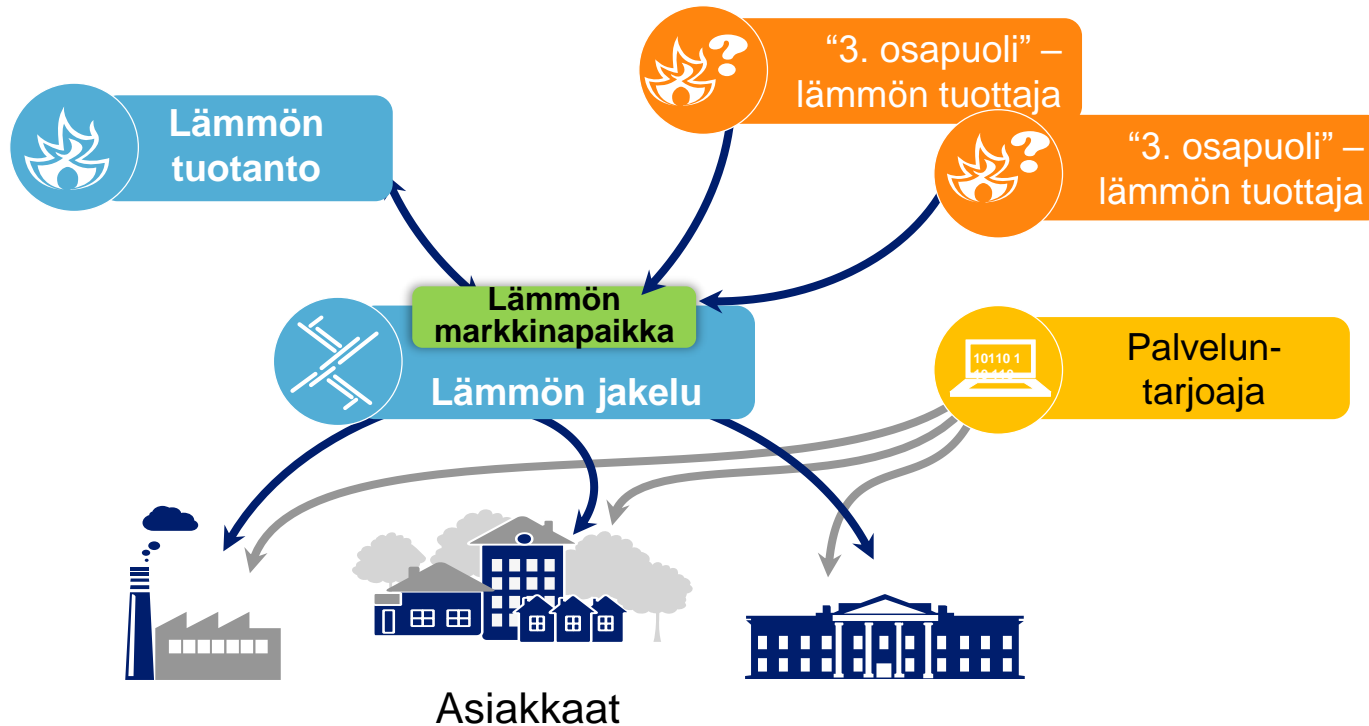 “3. osapuoli” –
lämmön tuottaja
Lämmön
tuotanto
“3. osapuoli” –
lämmön tuottaja
Lämmön
markkinapaikka
Lämmön jakelu
10110 1
Palvelun-
tarjoaja
Asiakkaat